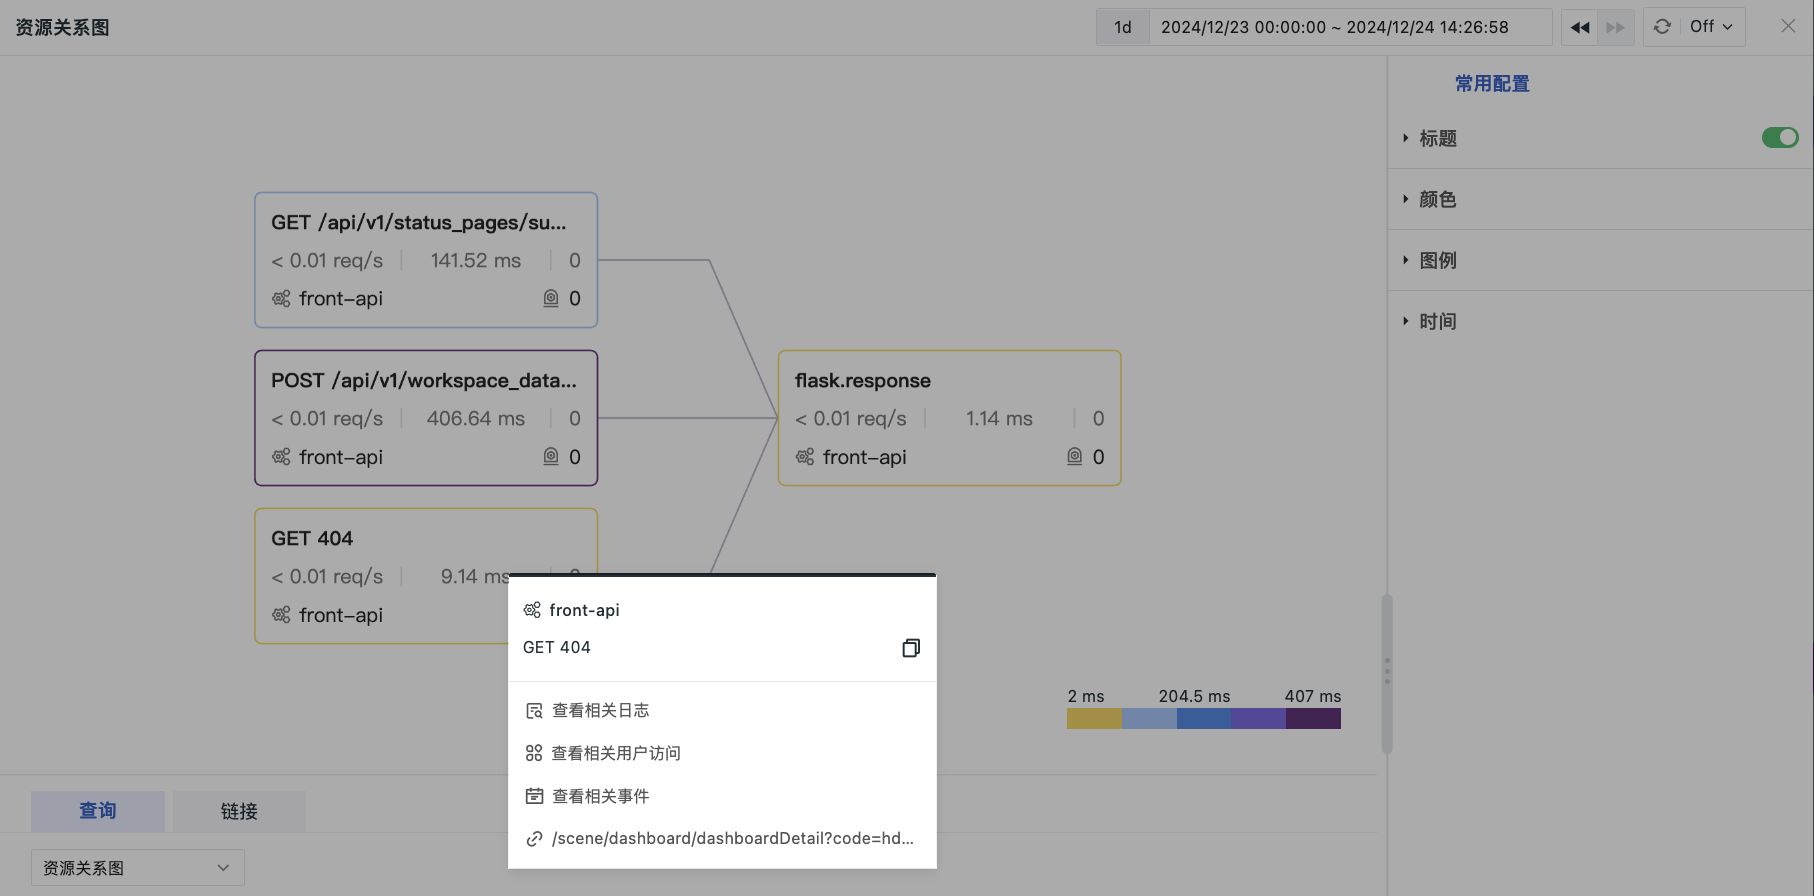 资源关系图
1d 2024/12/23 00:00:00 ~ 2024/12/24 14:26:58 Off
常用配置
标题
颜色
图例
时间
GET /api/v1/status_pages/su...
< 0.01 req/s 141.52 ms 0
front-api 0
POST /api/v1/workspace_data...
< 0.01 req/s 406.64 ms 0
front-api 0
flask.response
< 0.01 req/s 1.14 ms 0
front-api 0
GET 404
< 0.01 req/s 9.14 ms
front-api
front-api
GET 404
查看相关日志
查看相关用户访问
查看相关事件
/scene/dashboard/dashboardDetail?code=hd...
2 ms 204.5 ms 407 ms
查询 链接
资源关系图